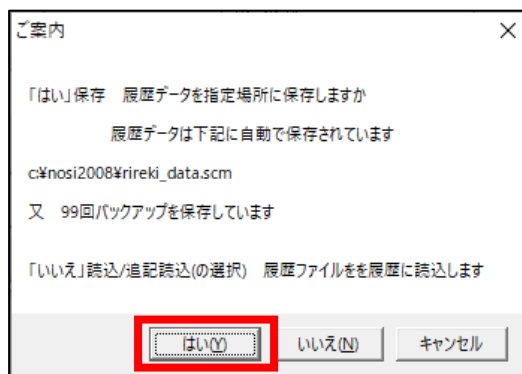 ご案内
「はい」保存　履歴データを指定場所に保存しますか
履歴データは下記に自動で保存されています
c:¥nosi2008¥rireki_data.scm
又　99回バックアップを保存しています
「いいえ」読込/追記読込(の選択)　履歴ファイルをを履歴に読込します
はい(Y)
いいえ(N)
キャンセル